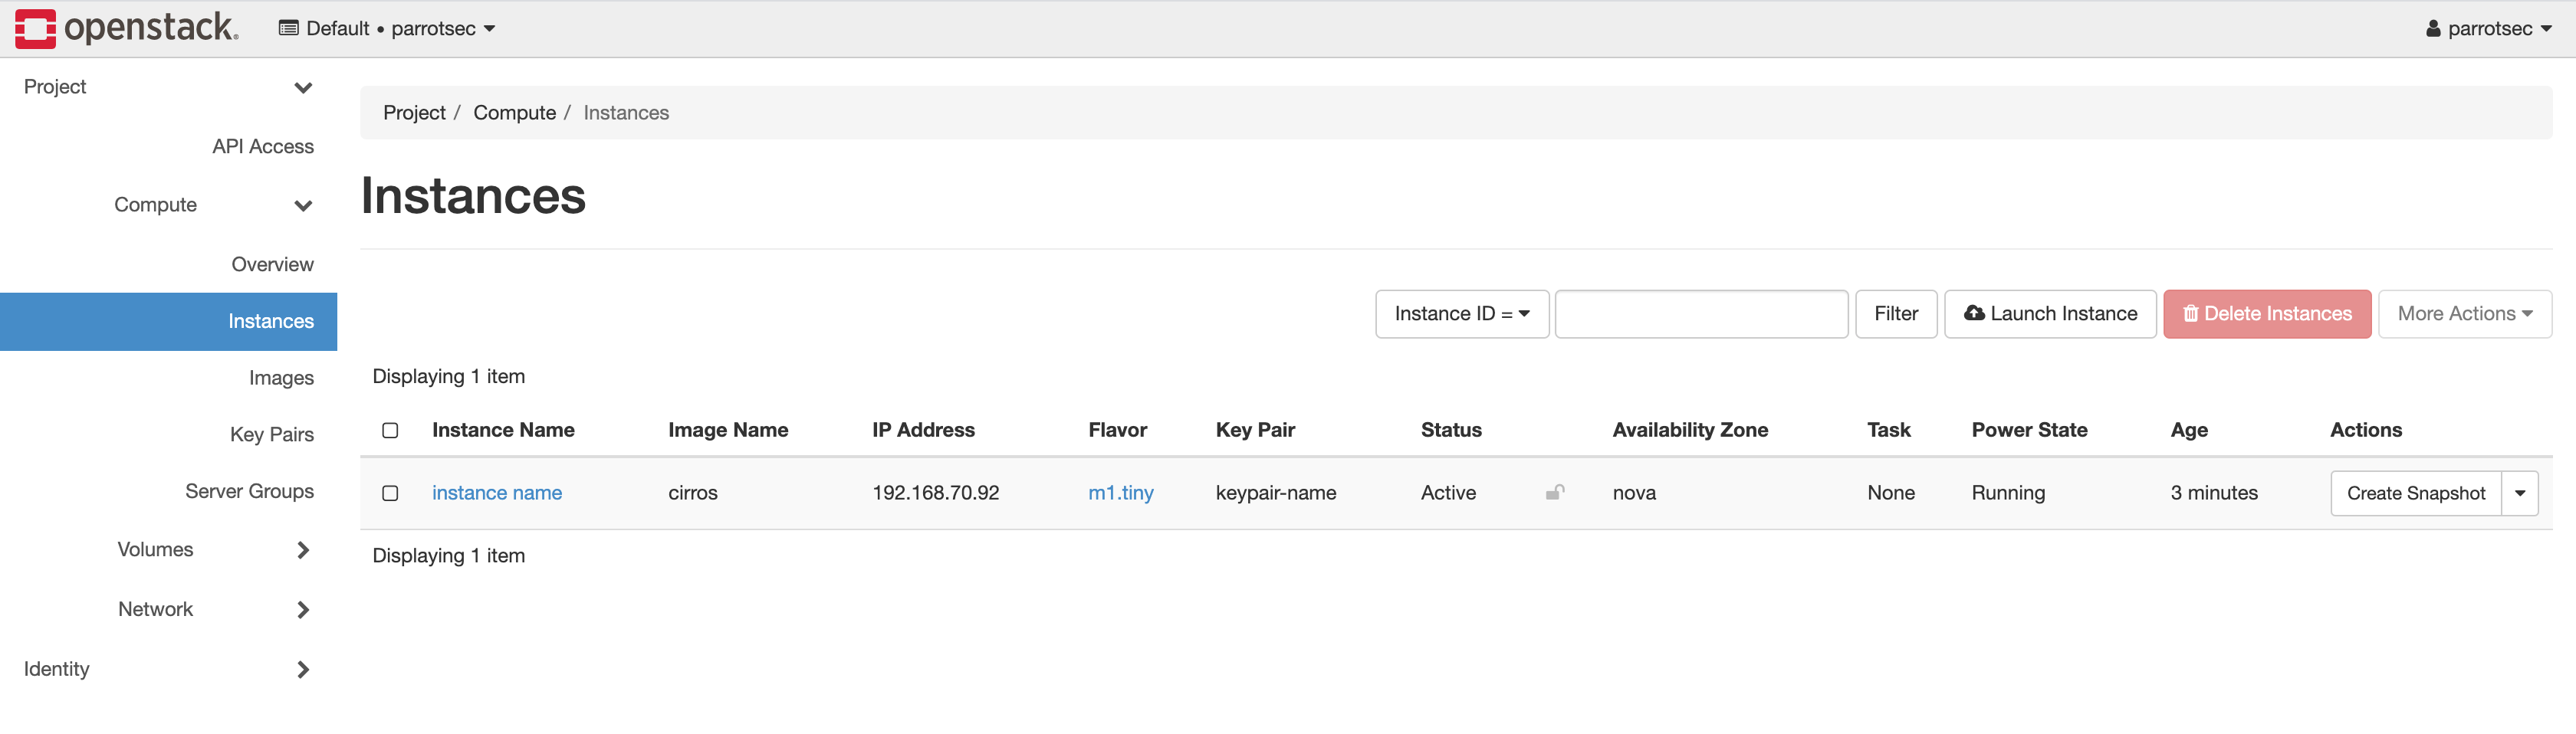 openstack. Default • parrotsec parrotsec
Project
API Access
Compute
Overview
Instances
Images
Key Pairs
Server Groups
Volumes
Network
Identity
Project / Compute / Instances
Instances
Instance ID = Filter Launch Instance Delete Instances More Actions
Displaying 1 item
Instance Name Image Name IP Address Flavor Key Pair Status Availability Zone Task Power State Age Actions
instance name cirros 192.168.70.92 m1.tiny keypair-name Active nova None Running 3 minutes Create Snapshot
Displaying 1 item